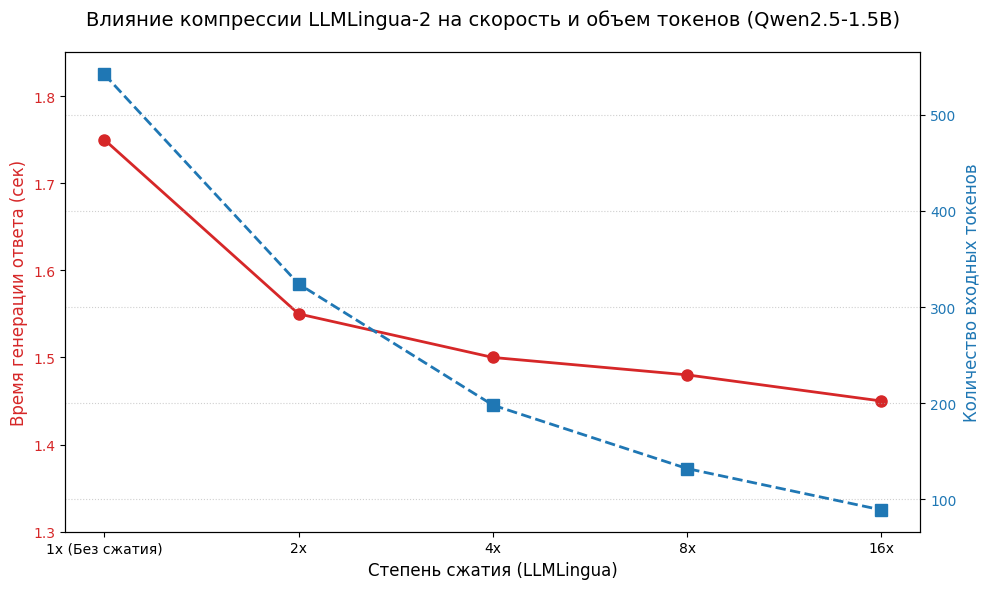 Влияние компрессии LLMLingua-2 на скорость и объем токенов (Qwen2.5-1.5B)
Время генерации ответа (сек)
1.8
1.7
1.6
1.5
1.4
1.3
500
400
300
200
100
Количество входных токенов
1x (Без сжатия)
2x
4x
8x
16x
Степень сжатия (LLMLingua)